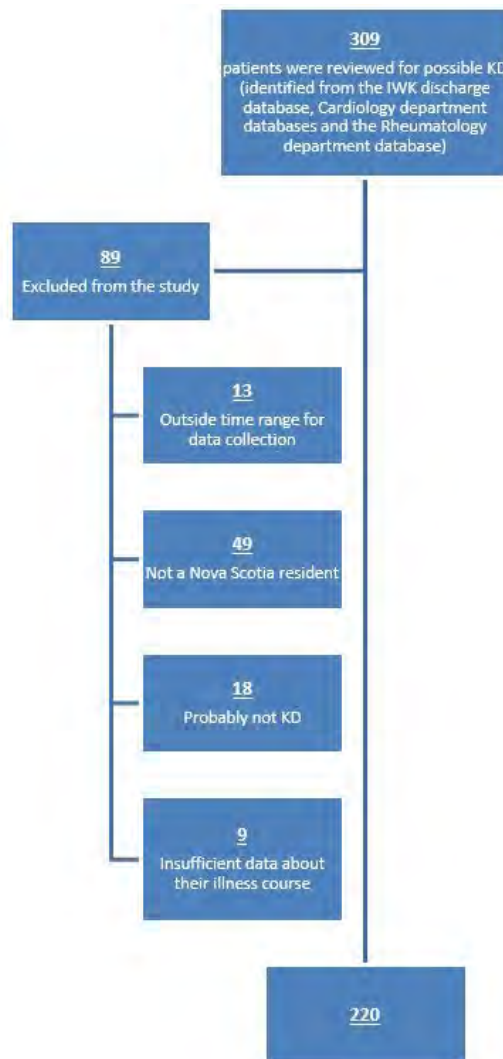 309
patients were reviewed for possible KD
(identified from the IWK discharge
database, Cardiology department
databases and the Rheumatology
department database)
89
Excluded from the study
13
Outside time range for
data collection
49
Not a Nova Scotia resident
18
Probably not KD
9
Insufficient data about
their illness course
220